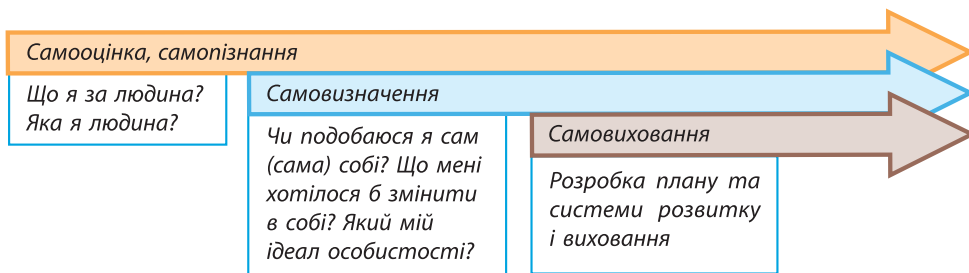 Самооцінка, самопізнання
Що я за людина?
Яка я людина?
Самовизначення
Чи подобаюся я сам
(сама) собі? Що мені
хотілося б змінити
в собі? Який мій
ідеал особистості?
Самовиховання
Розробка плану та
системи розвитку
і виховання